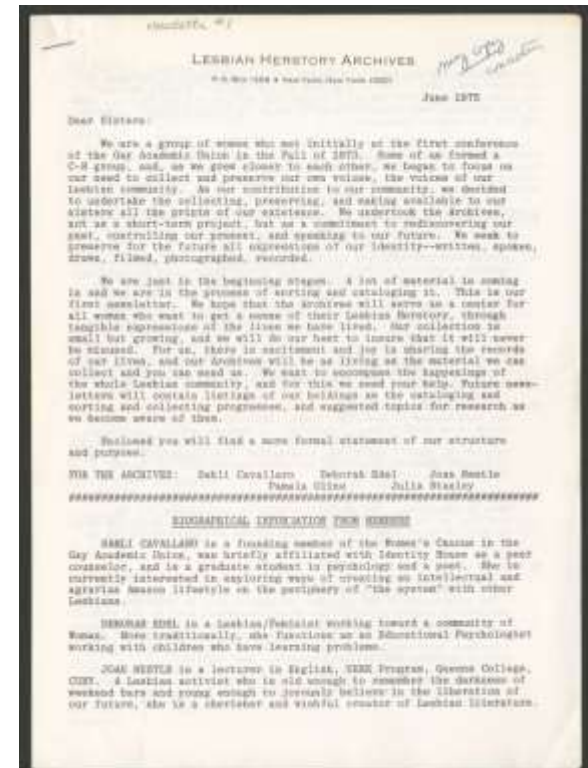 newsletter #1
LESBIAN HERSTORY ARCHIVES
June 1975
Dear Sisters:
We are a group of women who met initially at the first conference
of the Gay Academic Union in the Fall of 1973. Some of us formed a
C-R group, and, as we grew closer to each other, we began to focus on
our need to collect and preserve our own voices, the voices of our
Lesbian community. As our contribution to our community, we decided
to undertake the collecting, preserving, and making available to our
sisters all the prints of our existence. We undertook the Archives,
not as a short-term project, but as a commitment to rediscovering our
past, controlling our present, and speaking to our future. We seek to
preserve for the future all expressions of our identity--written, spoken,
drawn, filmed, photographed, recorded.
We are just in the beginning stages. A lot of material is coming
in and we are in the process of sorting and cataloging it. This is our
first newsletter. We hope that the Archives will serve as a center for
all women who want to get a sense of their Lesbian Herstory, through
tangible expressions of the lives we have lived. Our collection is
small but growing, and we will do our best to insure that it will never
be misused. For us, there is excitement and joy in sharing the records
of our lives, and our Archives will be as living as the material we can
collect and you can send us. We want to encompass the happenings of
the whole Lesbian community, and for this we need your help. Future news-
letters will contain listings of our holdings as the cataloging and
sorting and collecting progresses, and suggested topics for research as
we become aware of them.
Enclosed you will find a more formal statement of our structure
and purpose.
FOR THE ARCHIVES: Sahli Cavallaro Deborah Edel Joan Nestle
Pamela Oline Julia Stanley
BIOGRAPHICAL INFORMATION FROM MEMBERS
SAHLI CAVALLARO is a founding member of the Women's Caucus in the
Gay Academic Union, was briefly affiliated with Identity House as a peer
counselor, and is a graduate student in psychology and a poet. She is
currently interested in exploring ways of creating an intellectual and
agrarian Amazon lifestyle on the periphery of "the system" with other
Lesbians.
DEBORAH EDEL is a Lesbian/Feminist working toward a community of
Women. More traditionally, she functions as an Educational Psychologist
working with children who have learning problems.
JOAN NESTLE is a lecturer in English, SEEK Program, Queens College,
CUNY. A Lesbian activist who is old enough to remember the darkness of
weekend bars and young enough to joyously believe in the liberation of
our future, she is a cherisher and wishful creator of Lesbian literature.